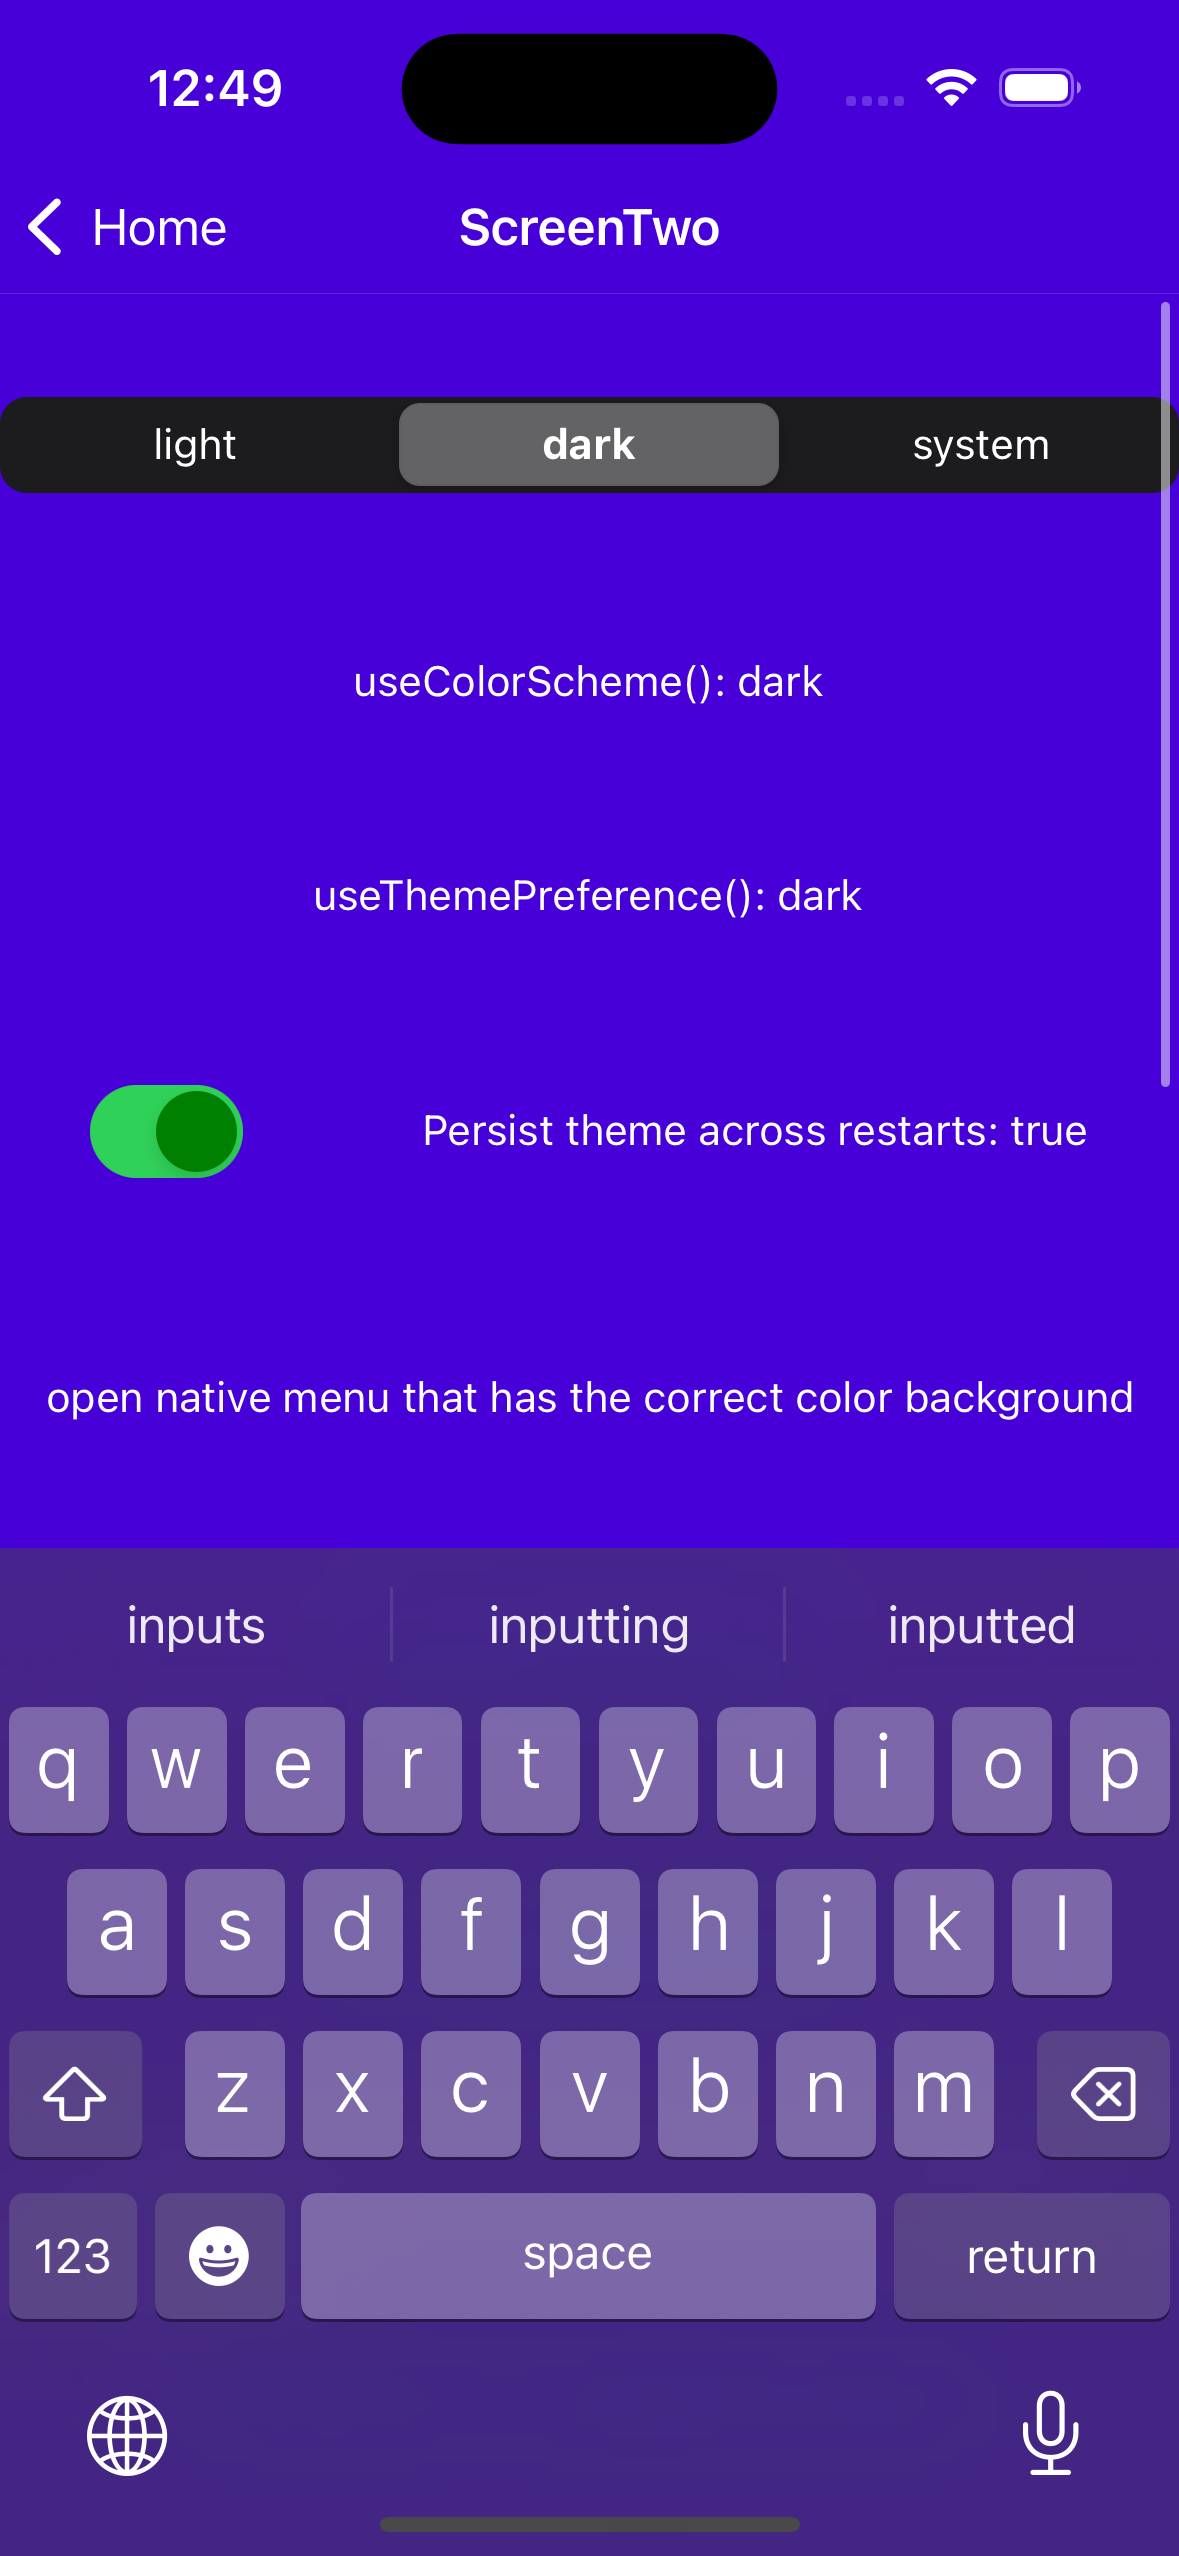 12:49
Home
ScreenTwo
light
dark
system
useColorScheme(): dark
useThemePreference(): dark
Persist theme across restarts: true
open native menu that has the correct color background
inputs
inputting
inputted
q w e r t y u i o p
a s d f g h j k l
z x c v b n m
123
space
return